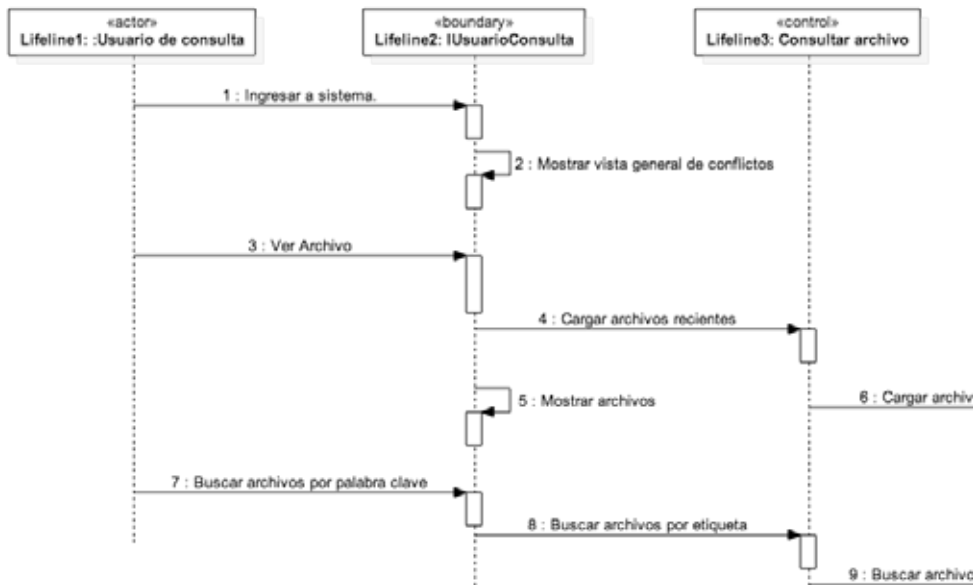 «actor»
Lifeline1: :Usuario de consulta
«boundary»
Lifeline2: IUsuarioConsulta
«control»
Lifeline3: Consultar archivo
1 : Ingresar a sistema.
2 : Mostrar vista general de conflictos
3 : Ver Archivo
4 : Cargar archivos recientes
5 : Mostrar archivos
6 : Cargar archiv
7 : Buscar archivos por palabra clave
8 : Buscar archivos por etiqueta
9 : Buscar archivo